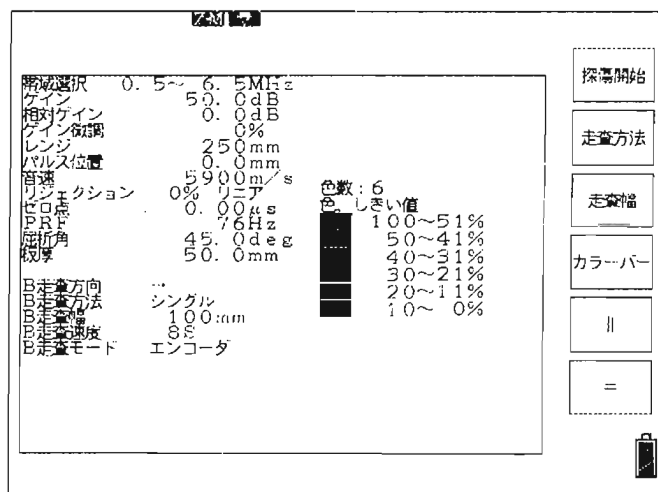 帯域選択 0.5～ 6.5MHz
ゲイン 50.0dB
相対ゲイン 0.0dB
ゲイン微調 0%
レンジ 250mm
パルス位置 0.0mm
音速 5900m/s
リジェクション 0% リニア
ゼロ点 0.00μs
PRF 76Hz
屈折角 45.0deg
板厚 50.0mm
B走査方向 →
B走査方法 シングル
B走査幅 100mm
B走査速度 8S
B走査モード エンコーダ
色数:6
色。しきい値
100～51%
50～41%
40～31%
30～21%
20～11%
10～ 0%
探傷開始
走査方法
走査幅
カラーバー
||
=